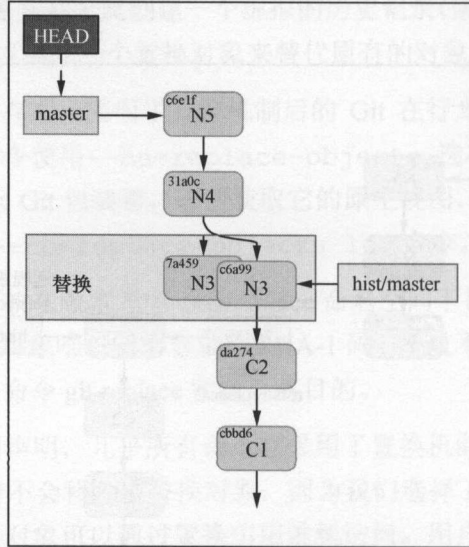 HEAD
master
c6e1f
N5
31a0c
N4
替换
7a459
N3
c6a99
N3
hist/master
da274
C2
cbbd6
C1